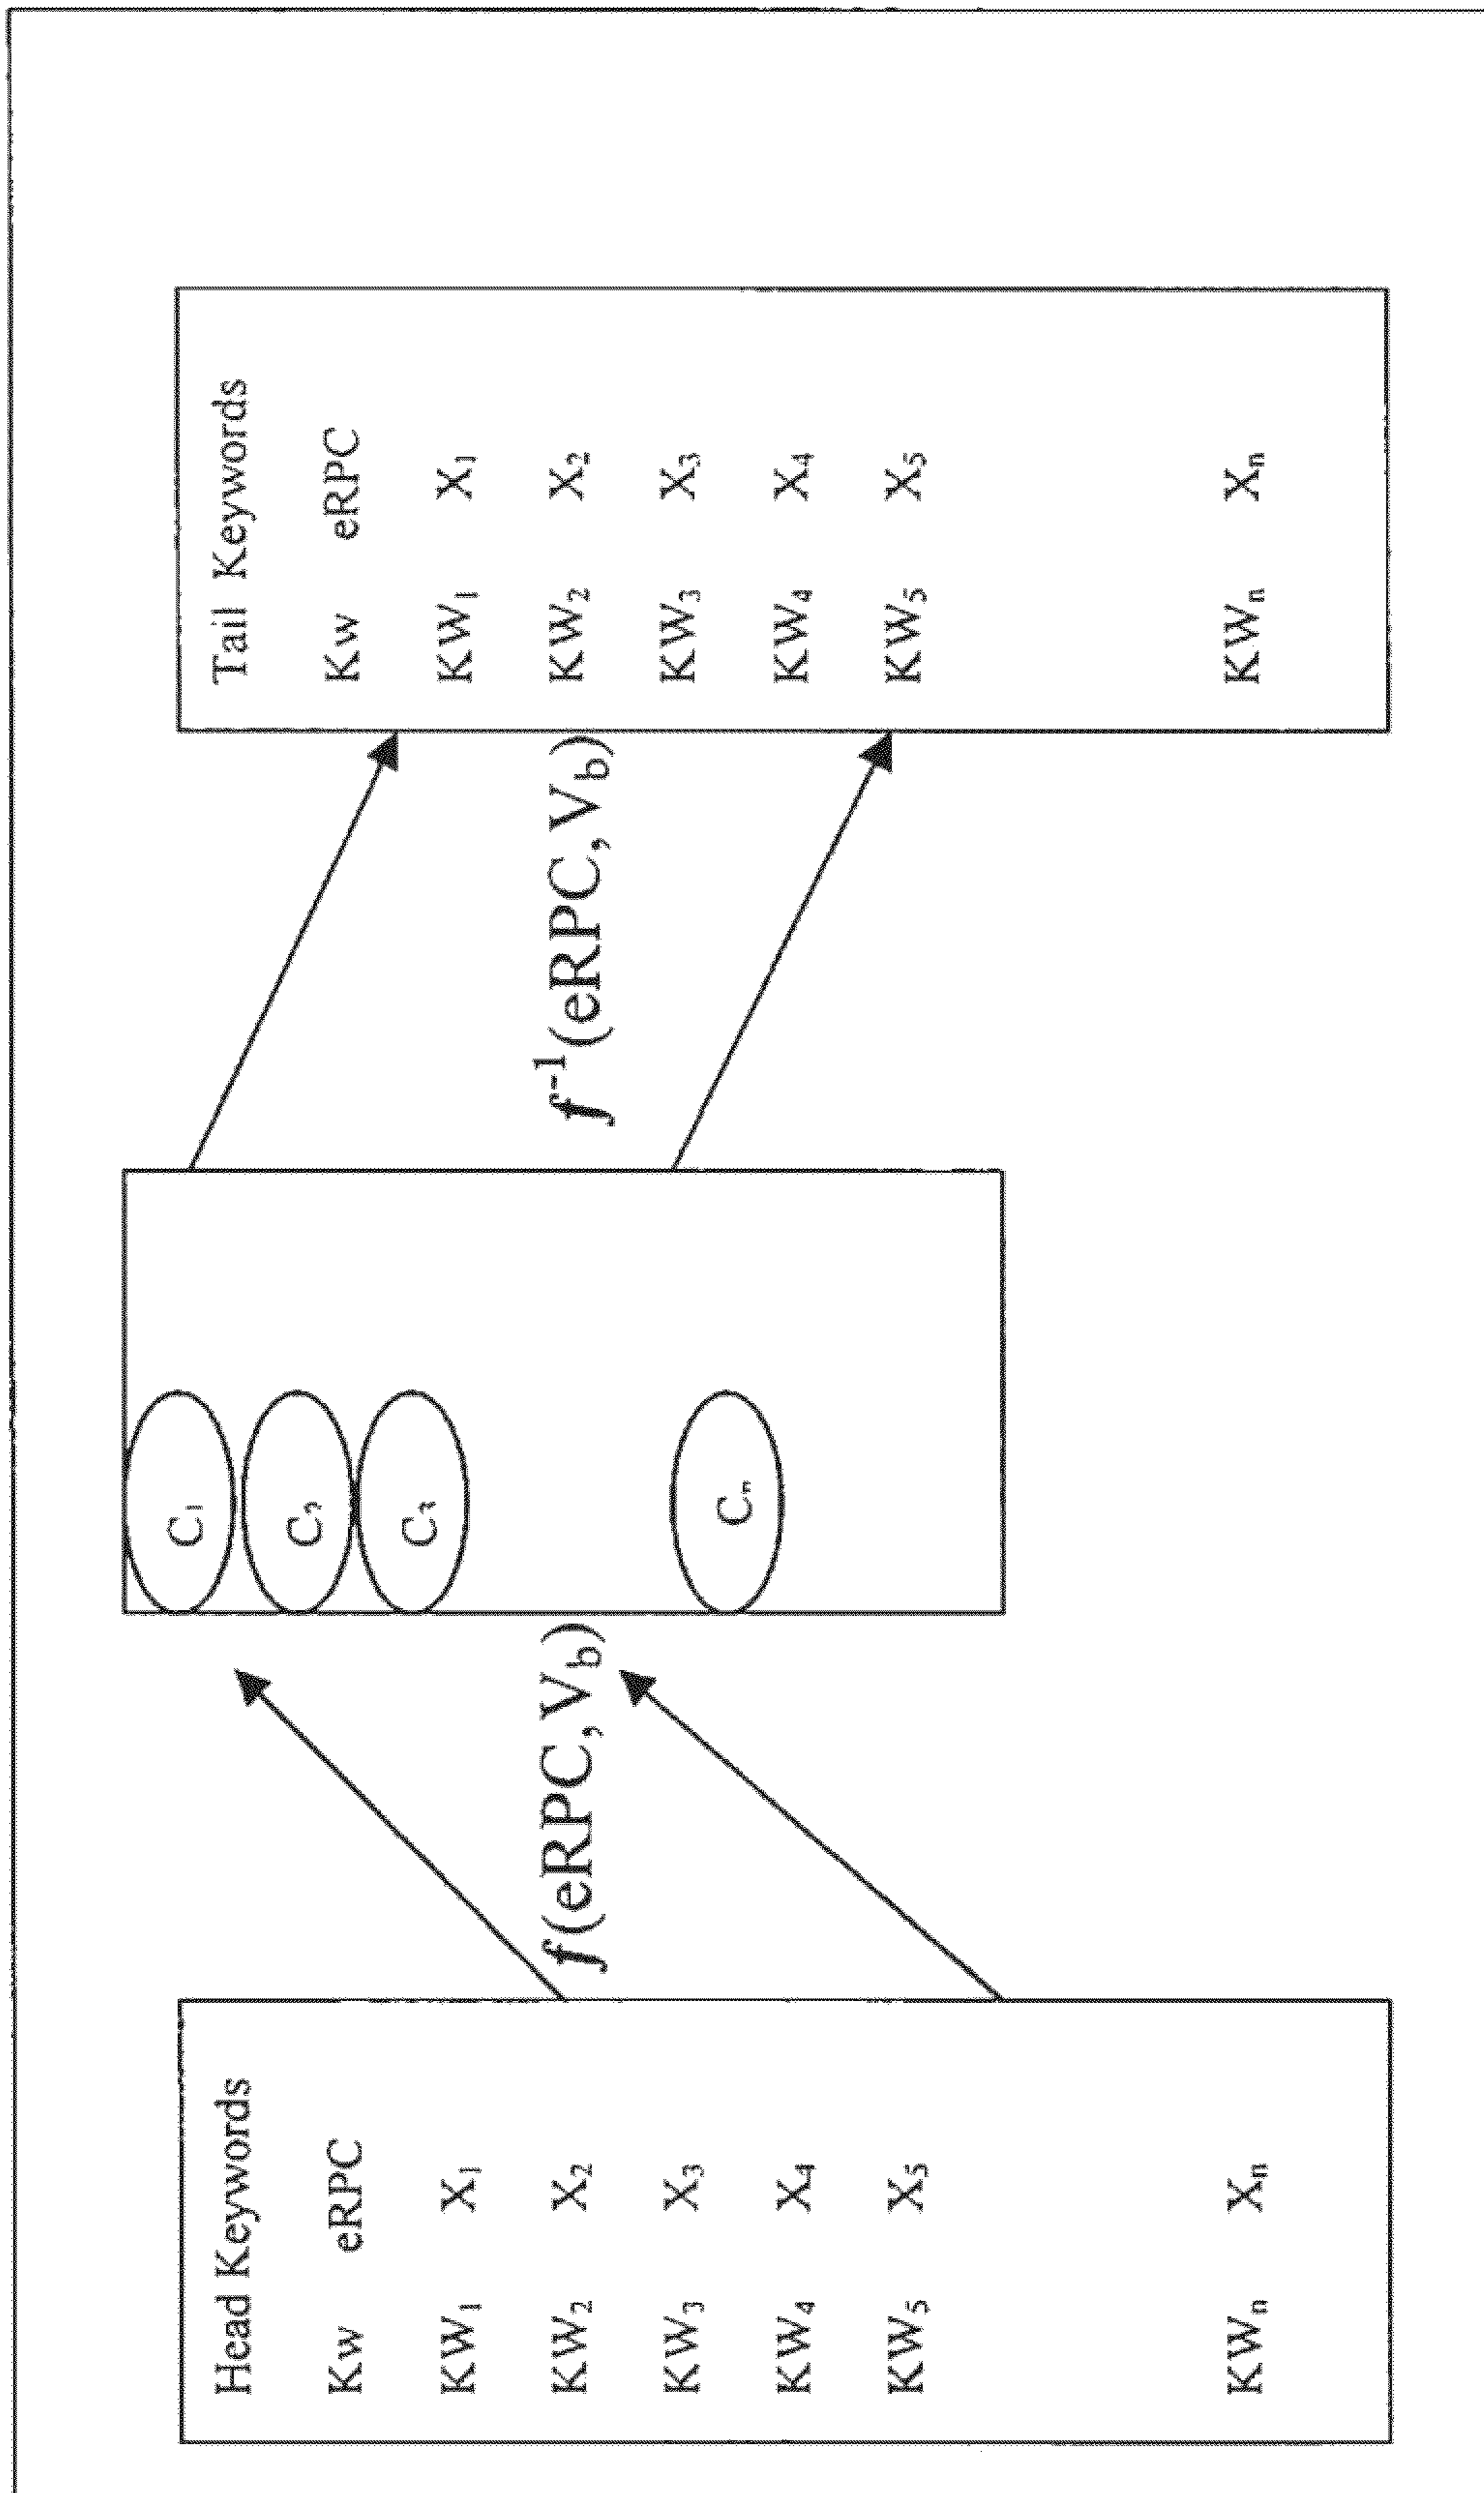 Head Keywords
Kw eRPC
KW₁ X₁
KW₂ X₂
KW₃ X₃
KW₄ X₄
KW₅ X₅
KWₙ Xₙ
f(eRPC,V_b)
C₁
C₂
C₃
Cₙ
f⁻¹(eRPC,V_b)
Tail Keywords
Kw eRPC
KW₁ X₁
KW₂ X₂
KW₃ X₃
KW₄ X₄
KW₅ X₅
KWₙ Xₙ